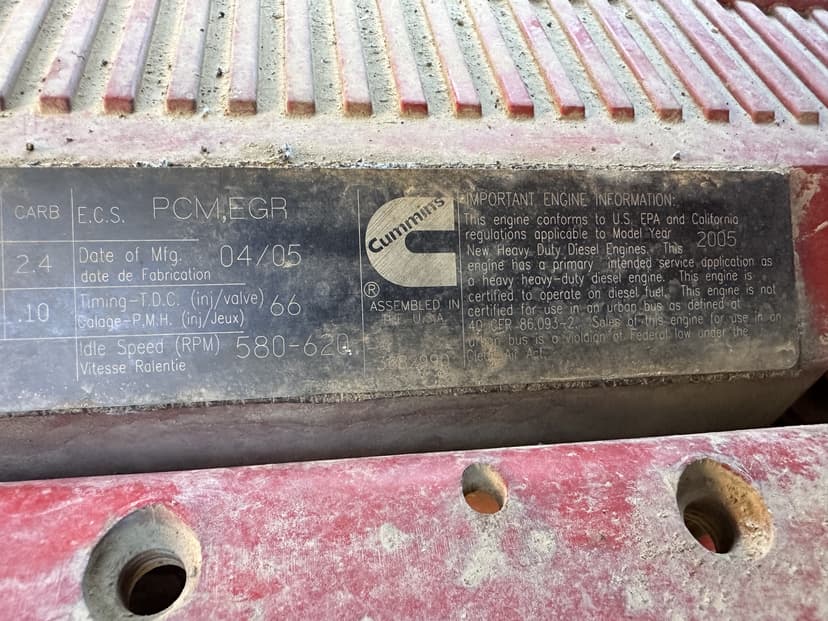 CARB
2.4
.10
E.C.S. PCM,EGR
Date of Mfg. 04/05
date de Fabrication
Timing-T.D.C. (inj/valve) 66
Calage-P.M.H. (inj/Jeux)
Idle Speed (RPM) 580-620
Vitesse Ralentie
Cummins
®
ASSEMBLED IN
THE U.S.A.
IMPORTANT ENGINE INFORMATION:
This engine conforms to U.S. EPA and California
regulations applicable to Model Year 2005
New Heavy Duty Diesel Engines. This
engine has a primary intended service application as
a heavy heavy-duty diesel engine. This engine is
certified to operate on diesel fuel. This engine is not
certified for use in an urban bus as defined at
40 CFR 86.093-2. Sales of this engine for use in an
urban bus is a violation of Federal law under the
Clean Air Act.